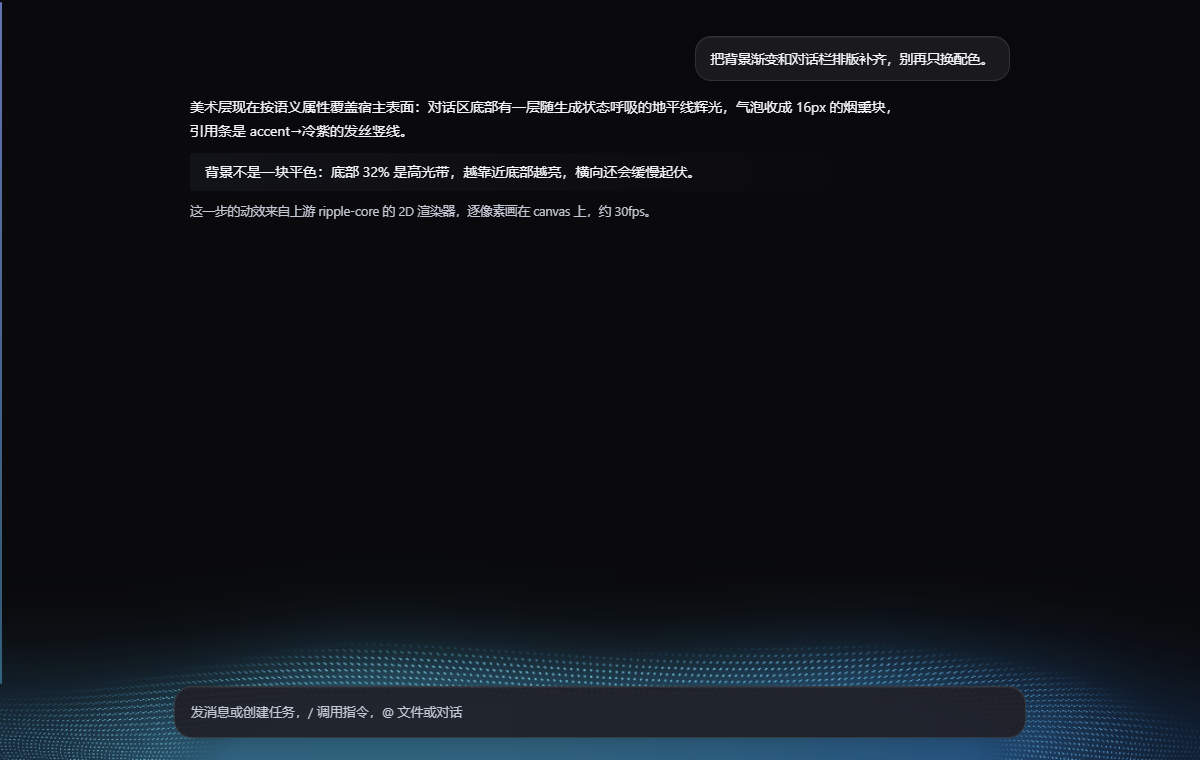 把背景渐变和对话栏排版补齐，别再只换配色。
美术层现在按语义属性覆盖宿主表面：对话区底部有一层随生成状态呼吸的地平线辉光，气泡收成 16px 的烟熏块，
引用条是 accent→冷紫的发丝竖线。
背景不是一块平色：底部 32% 是高光带，越靠近底部越亮，横向还会缓慢起伏。
这一步的动效来自上游 ripple-core 的 2D 渲染器，逐像素画在 canvas 上，约 30fps。
发消息或创建任务，/ 文件或对话